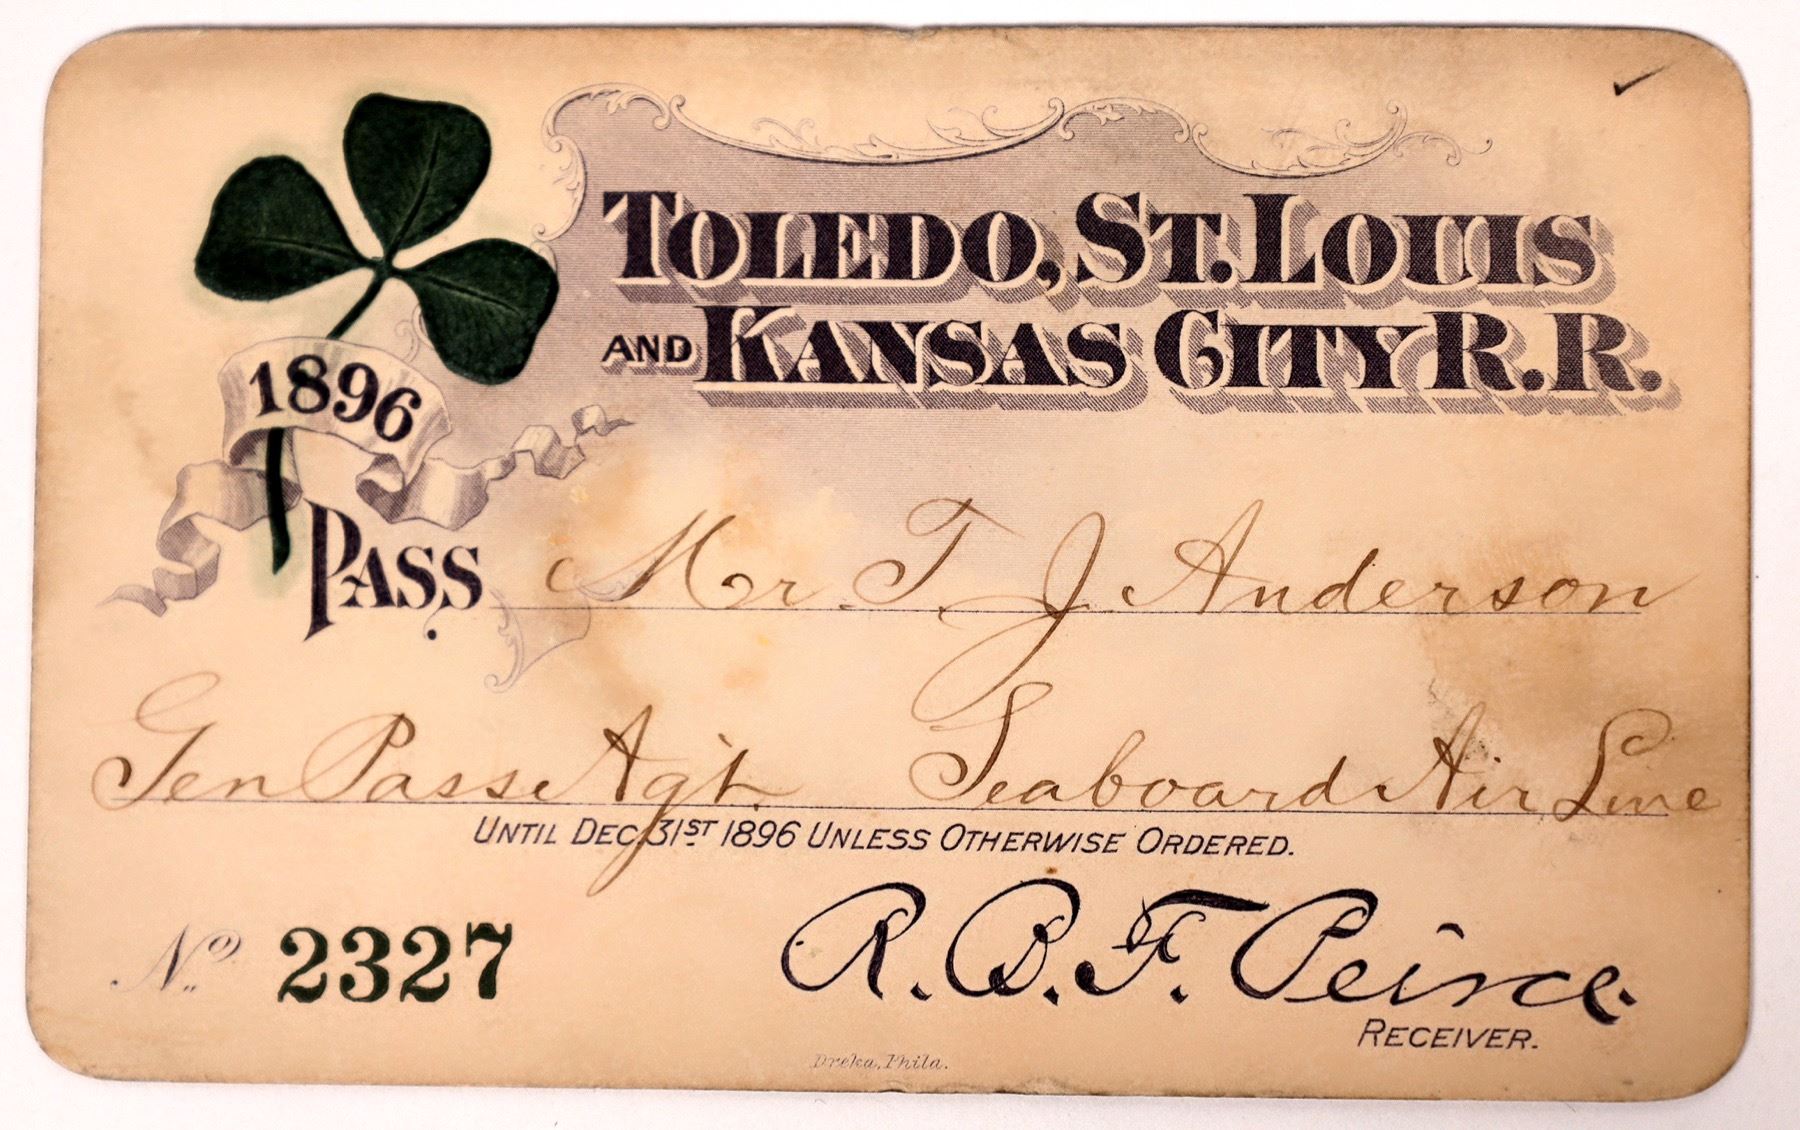 TOLEDO, ST. LOUIS
AND KANSAS CITY R.R.
1896
PASS Mr. T. J. Anderson
Gen Passe Agt. Seaboard Air Line
UNTIL DEC. 31ST 1896 UNLESS OTHERWISE ORDERED.
No 2327
R. B. F. Peirce.
RECEIVER.
Dreka, Phila.